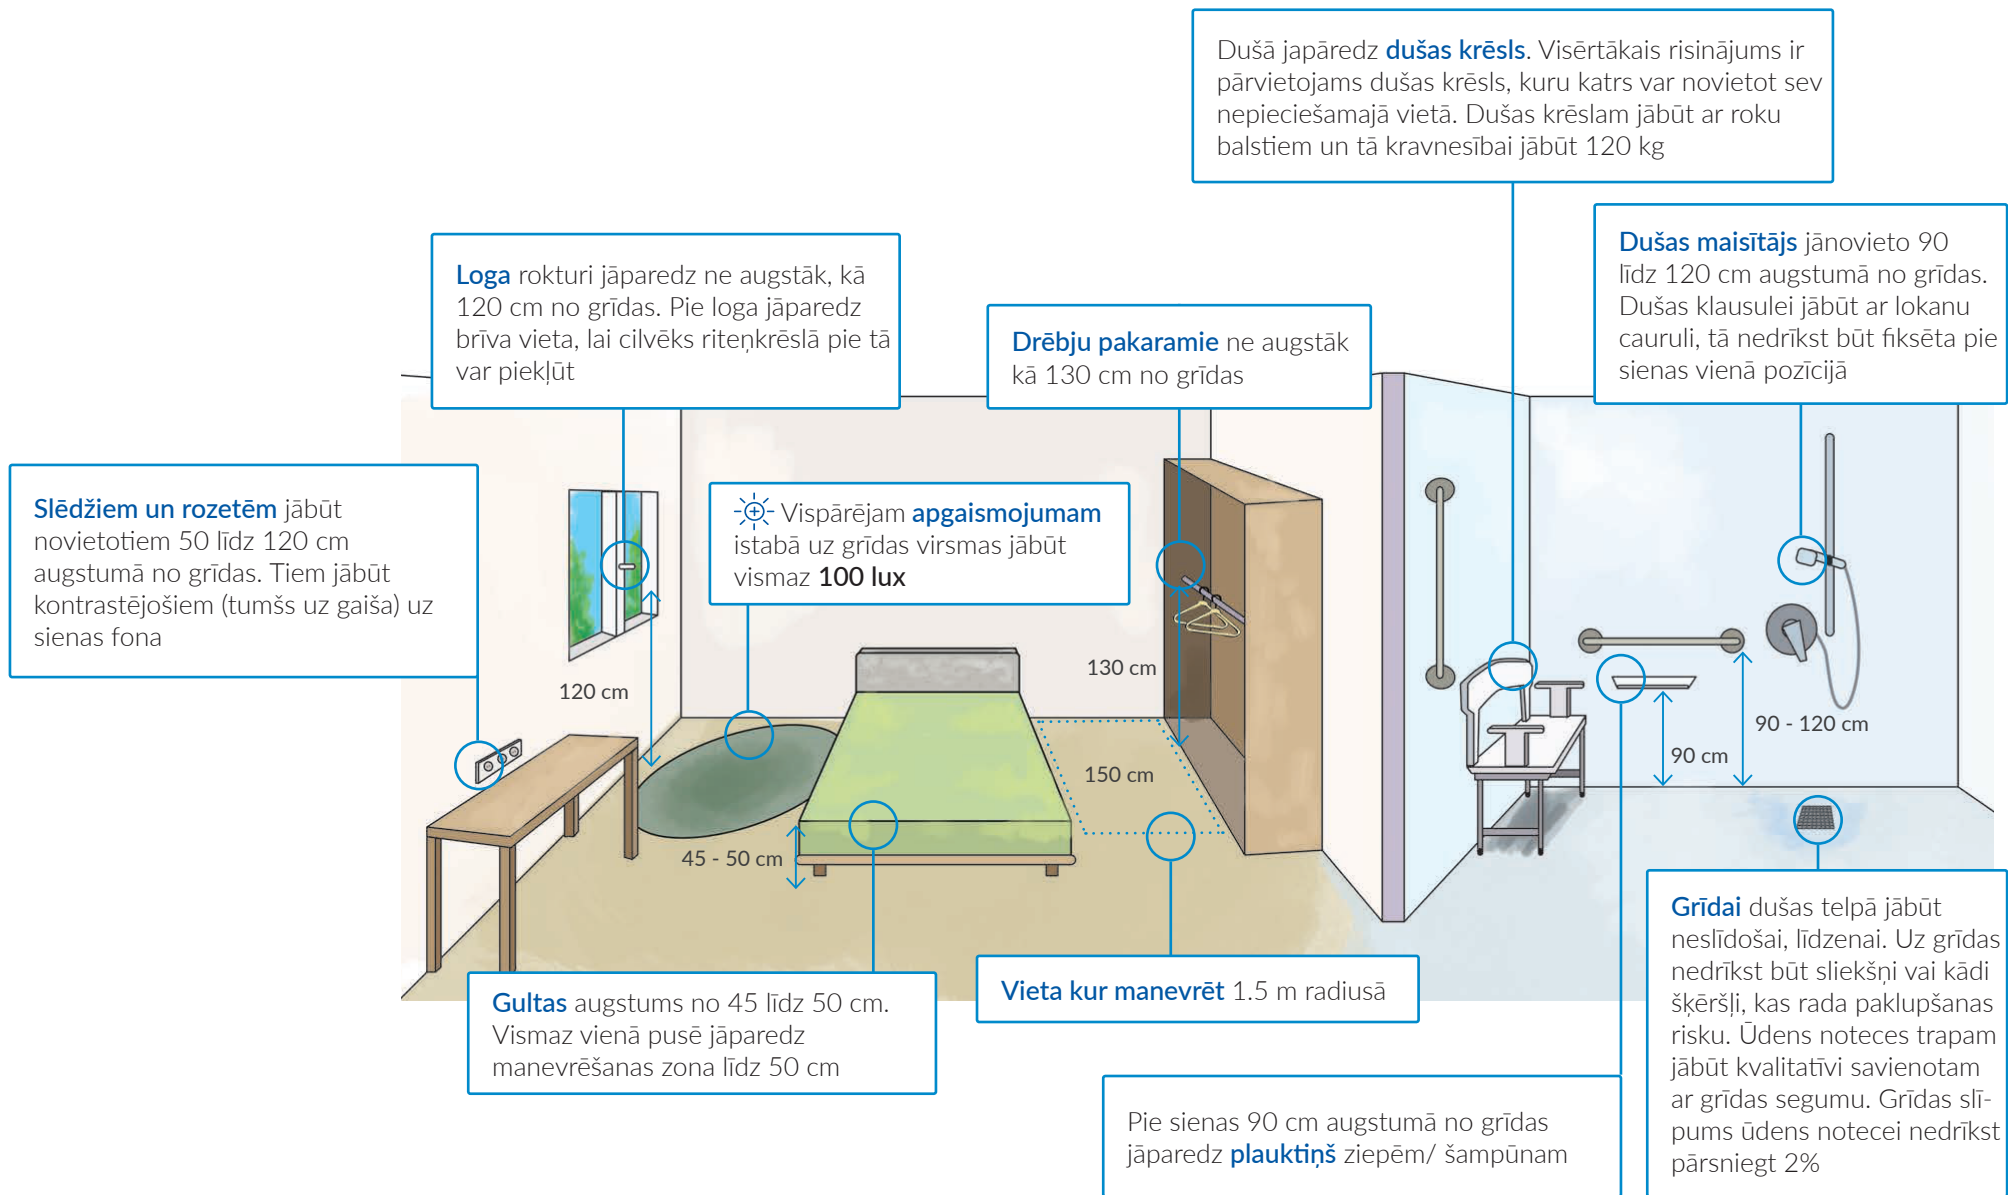 Dušā japāredz dušas krēsls. Visērtākais risinājums ir
pārvietojams dušas krēsls, kuru katrs var novietot sev
nepieciešamajā vietā. Dušas krēslam jābūt ar roku
balstiem un tā kravnesībai jābūt 120 kg
Dušas maisītājs jānovieto 90
līdz 120 cm augstumā no grīdas.
Dušas klausulei jābūt ar lokanu
cauruli, tā nedrīkst būt fiksēta pie
sienas vienā pozīcijā
Loga rokturi jāparedz ne augstāk, kā
120 cm no grīdas. Pie loga jāparedz
brīva vieta, lai cilvēks riteņkrēslā pie tā
var piekļūt
Drēbju pakaramie ne augstāk
kā 130 cm no grīdas
Slēdžiem un rozetēm jābūt
novietotiem 50 līdz 120 cm
augstumā no grīdas. Tiem jābūt
kontrastējošiem (tumšs uz gaiša) uz
sienas fona
Vispārējam apgaismojumam
istabā uz grīdas virsmas jābūt
vismaz 100 lux
120 cm
130 cm
150 cm
45 - 50 cm
90 - 120 cm
90 cm
Gultas augstums no 45 līdz 50 cm.
Vismaz vienā pusē jāparedz
manevrēšanas zona līdz 50 cm
Vieta kur manevrēt 1.5 m radiusā
Grīdai dušas telpā jābūt
neslīdošai, līdzenai. Uz grīdas
nedrīkst būt sliekšņi vai kādi
šķēršļi, kas rada paklupšanas
risku. Ūdens noteces trapam
jābūt kvalitatīvi savienotam
ar grīdas segumu. Grīdas slī-
pums ūdens notecei nedrīkst
pārsniegt 2%
Pie sienas 90 cm augstumā no grīdas
jāparedz plauktiņš ziepēm/ šampūnam